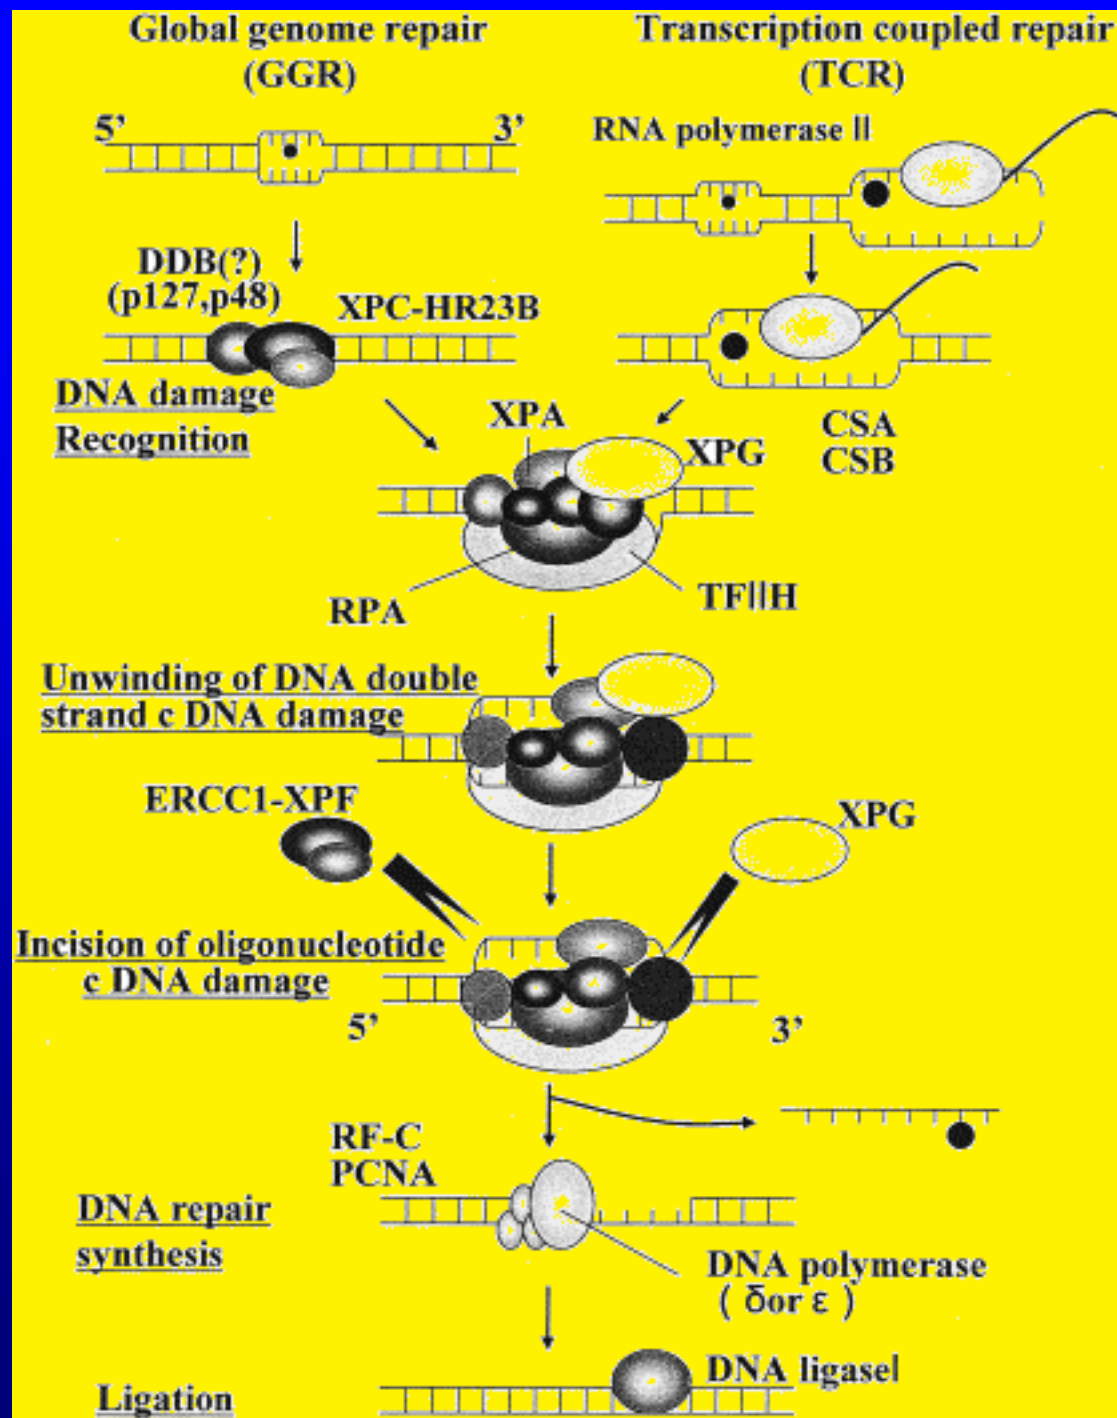 Global genome repair
(GGR)
Transcription coupled repair
(TCR)
5’
3’
RNA polymerase II
DDB(?)
(p127,p48)
XPC-HR23B
DNA damage
Recognition
CSA
CSB
XPA
XPG
RPA
TFIIH
Unwinding of DNA double
strand c DNA damage
ERCC1-XPF
XPG
Incision of oligonucleotide
c DNA damage
5’
3’
RF-C
PCNA
DNA repair
synthesis
DNA polymerase
( δor ε )
DNA ligaseI
Ligation